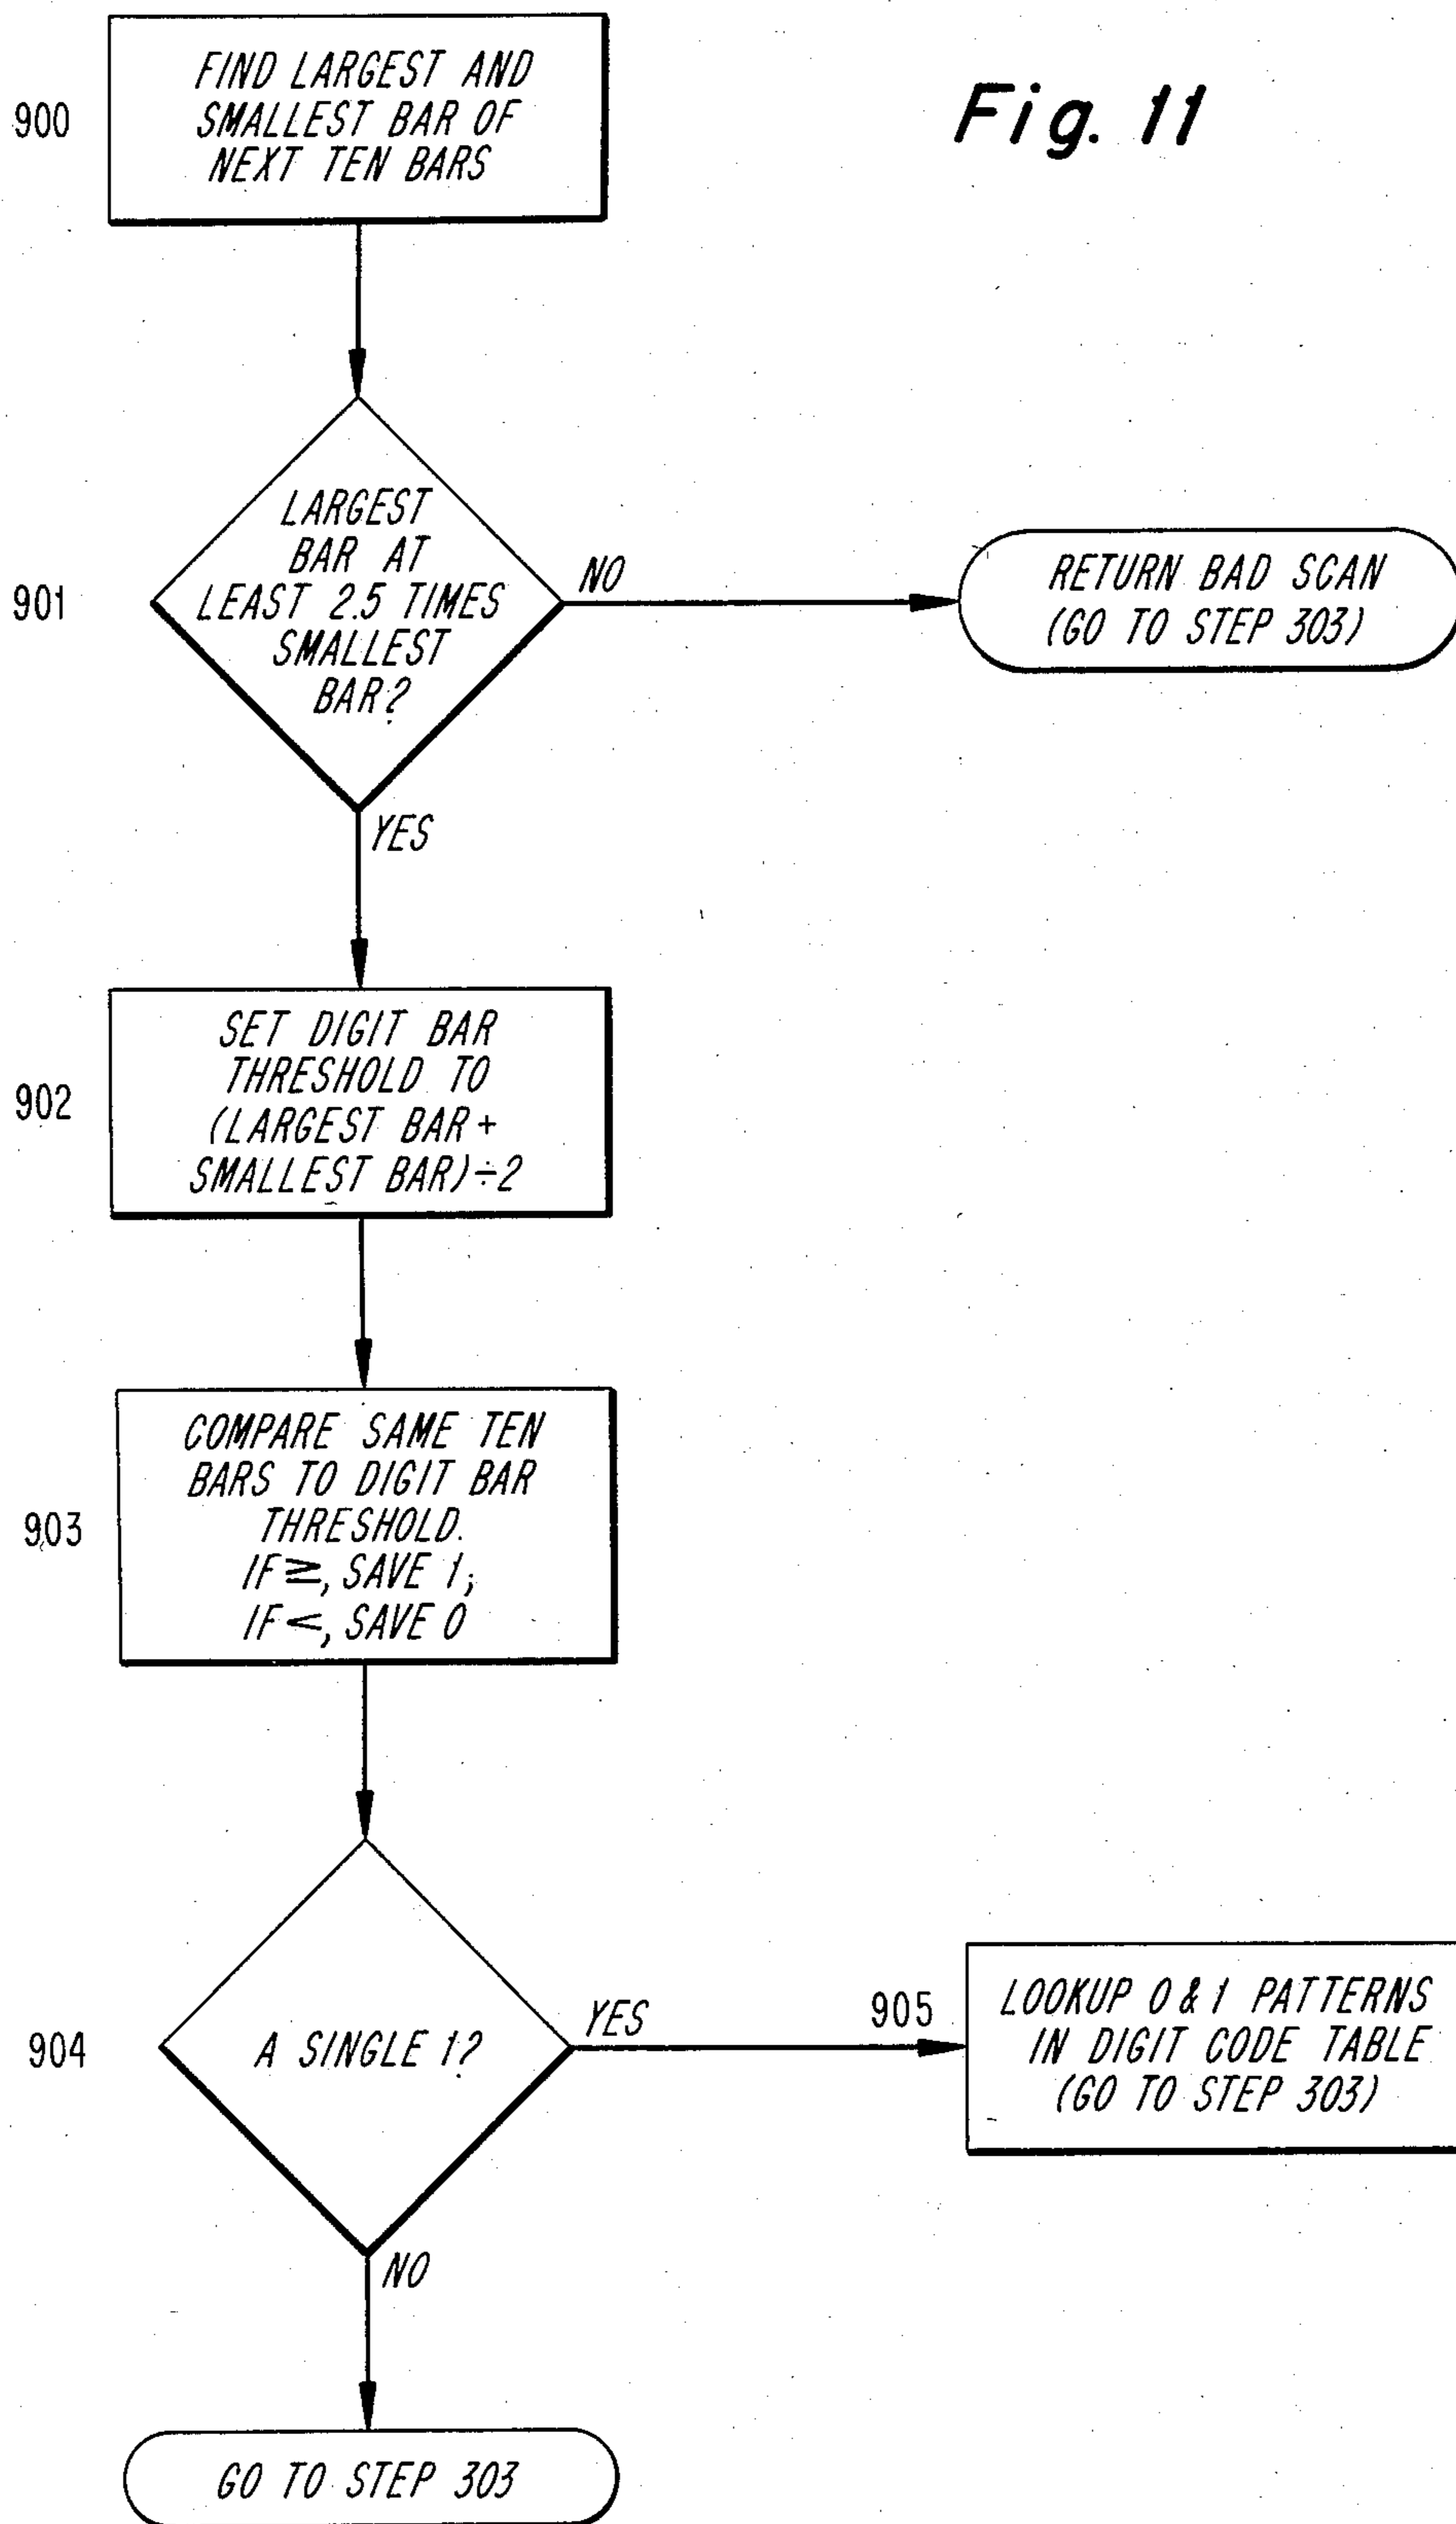 Fig. 11
900
FIND LARGEST AND
SMALLEST BAR OF
NEXT TEN BARS
901
LARGEST
BAR AT
LEAST 2.5 TIMES
SMALLEST
BAR?
NO
RETURN BAD SCAN
(GO TO STEP 303)
YES
902
SET DIGIT BAR
THRESHOLD TO
(LARGEST BAR +
SMALLEST BAR)÷2
903
COMPARE SAME TEN
BARS TO DIGIT BAR
THRESHOLD.
IF ≥, SAVE 1;
IF <, SAVE 0
904
A SINGLE 1?
YES
905
LOOKUP 0 & 1 PATTERNS
IN DIGIT CODE TABLE
(GO TO STEP 303)
NO
GO TO STEP 303